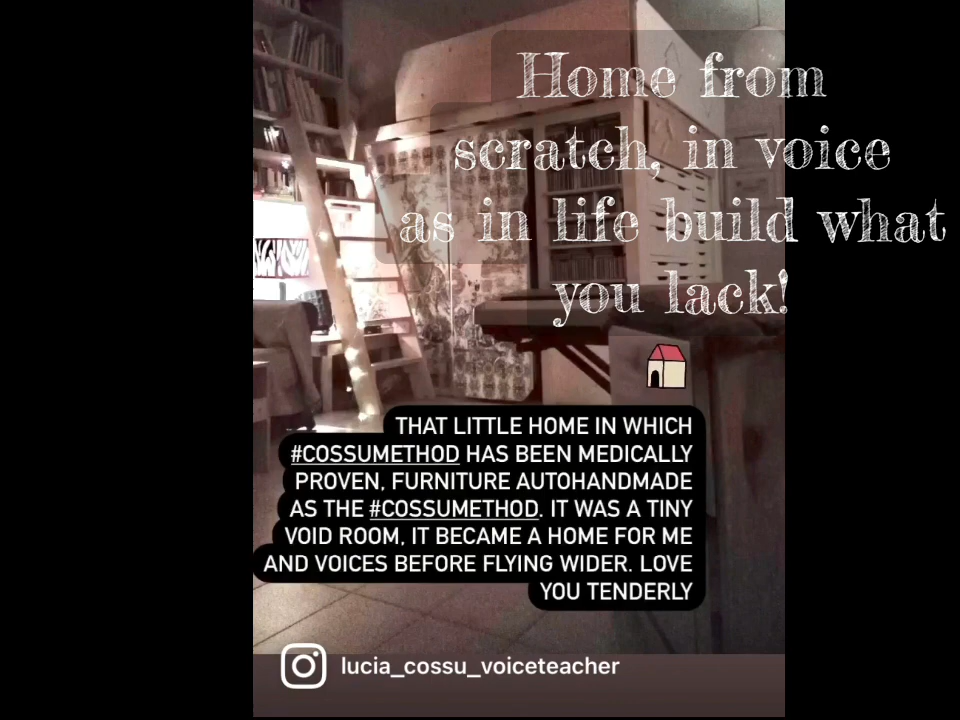 Home from
scratch, in voice
as in life build what
you lack!
THAT LITTLE HOME IN WHICH
#COSSUMETHOD HAS BEEN MEDICALLY
PROVEN, FURNITURE AUTOHANDMADE
AS THE #COSSUMETHOD. IT WAS A TINY
VOID ROOM, IT BECAME A HOME FOR ME
AND VOICES BEFORE FLYING WIDER. LOVE
YOU TENDERLY
lucia_cossu_voiceteacher